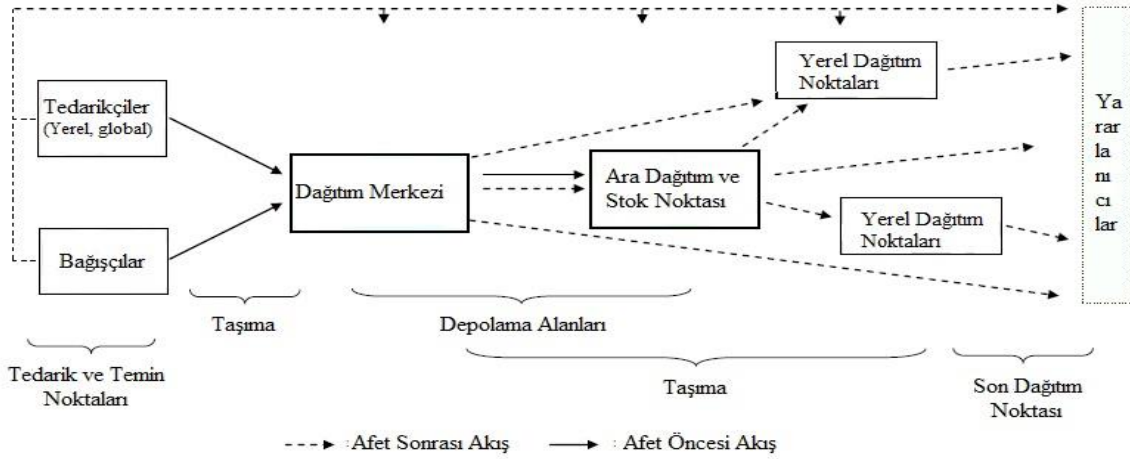 Yerel Dağıtım
Noktaları
Tedarikçiler
(Yerel, global)
Ya
rar
la
nı
cı
lar
Dağıtım Merkezi
Ara Dağıtım ve
Stok Noktası
Yerel Dağıtım
Noktaları
Bağışçılar
Taşıma
Depolama Alanları
Tedarik ve Temin
Noktaları
Taşıma
Son Dağıtım
Noktası
: Afet Sonrası Akış
: Afet Öncesi Akış